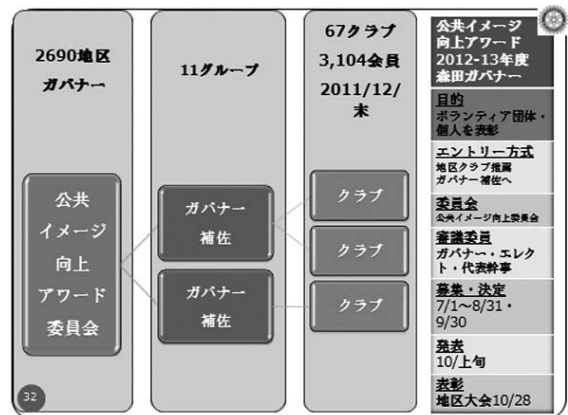 2690地区
ガバナー
公共
イメージ
向上
アワード
委員会
32
11グループ
ガバナー
補佐
ガバナー
補佐
67クラブ
3,104会員
2011/12/
末
クラブ
クラブ
クラブ
公共イメージ
向上アワード
2012-13年度
森田ガバナー
目的
ボランティア団体・
個人を表彰
エントリー方式
地区クラブ推薦
ガバナー補佐へ
委員会
公共イメージ向上委員会
審議委員
ガバナー・エレク
ト・代表幹事
募集・決定
7/1～8/31・
9/30
発表
10/上旬
表彰
地区大会10/28